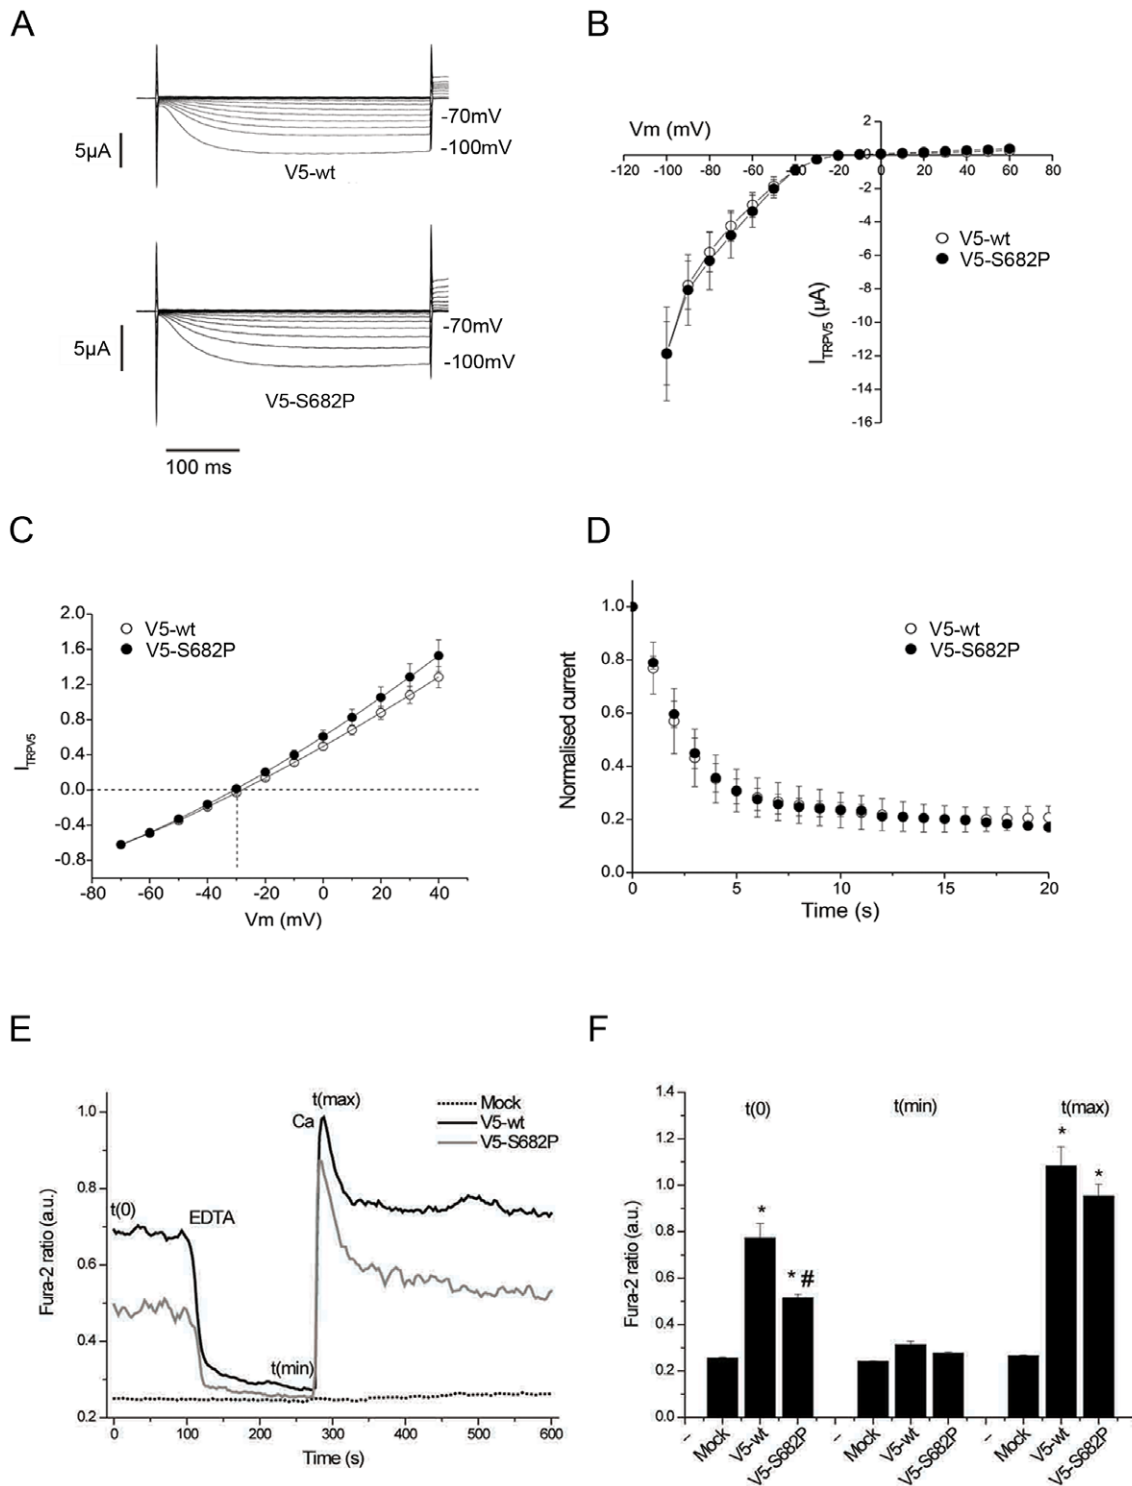 A
-70mV
5µA
-100mV
V5-wt
-70mV
5µA
-100mV
V5-S682P
100 ms
B
2
Vm (mV)
0
-120 -100 -80 -60 -40 -20 0 20 40 60 80
-2
-4
V5-wt
-6
V5-S682P
-8
-10
-12
-14
-16
I TRPV5 (µA)
C
2.0
V5-wt
1.6
V5-S682P
1.2
0.8
0.4
0.0
-0.4
-0.8
I TRPV5
-80 -60 -40 -20 0 20 40
Vm (mV)
D
1.0
V5-wt
V5-S682P
0.8
0.6
0.4
0.2
0.0
Normalised current
0 5 10 15 20
Time (s)
E
t(max)
Mock
1.0
Ca
V5-wt
V5-S682P
0.8
t(0)
EDTA
0.6
0.4
t(min)
0.2
Fura-2 ratio (a.u.)
0 100 200 300 400 500 600
Time (s)
F
1.4
t(0) t(min) t(max)
1.2
*
*
1.0
*
0.8
* #
0.6
0.4
0.2
0.0
Fura-2 ratio (a.u.)
– Mock V5-wt V5-S682P – Mock V5-wt V5-S682P – Mock V5-wt V5-S682P